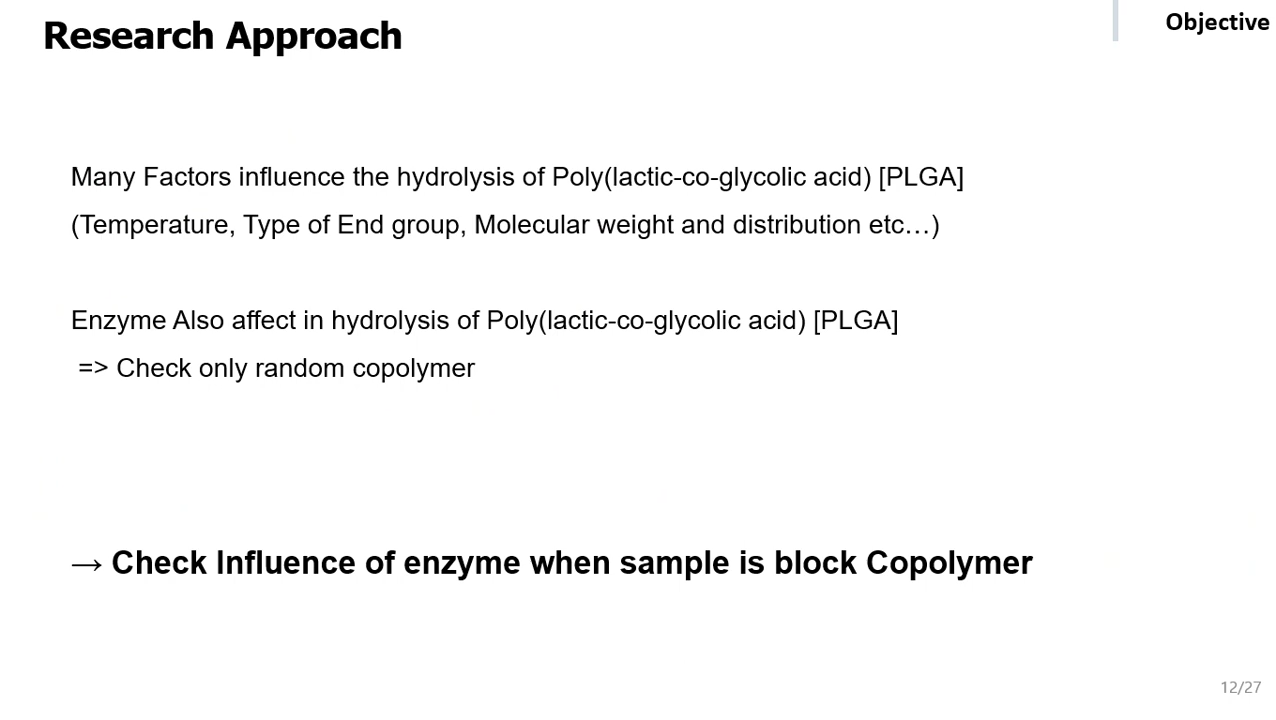 Research Approach
Objective
Many Factors influence the hydrolysis of Poly(lactic-co-glycolic acid) [PLGA]
(Temperature, Type of End group, Molecular weight and distribution etc…)
Enzyme Also affect in hydrolysis of Poly(lactic-co-glycolic acid) [PLGA]
=> Check only random copolymer
→ Check Influence of enzyme when sample is block Copolymer
12/27